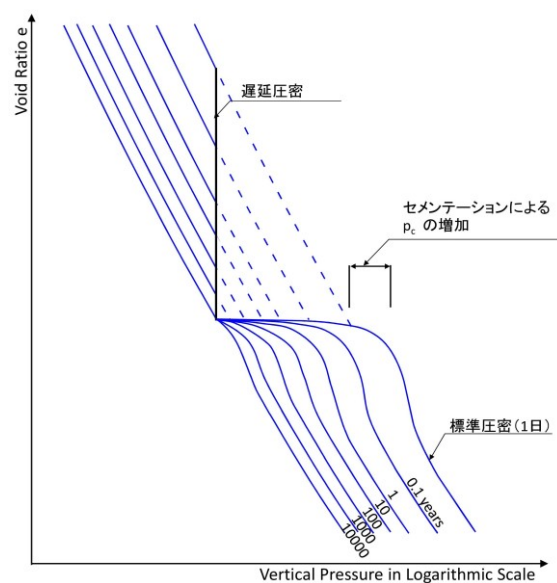 Void Ratio e
遅延圧密
セメンテーションによる
pc の増加
標準圧密(1日)
0.1 years
1
10
100
1000
10000
Vertical Pressure in Logarithmic Scale